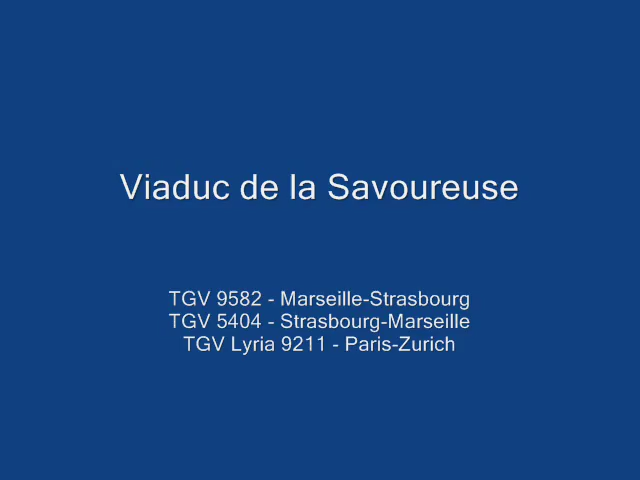 Viaduc de la Savoureuse
TGV 9582 - Marseille-Strasbourg
TGV 5404 - Strasbourg-Marseille
TGV Lyria 9211 - Paris-Zurich